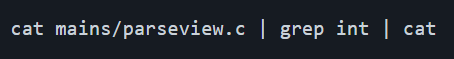 cat mains/parseview.c | grep int | cat